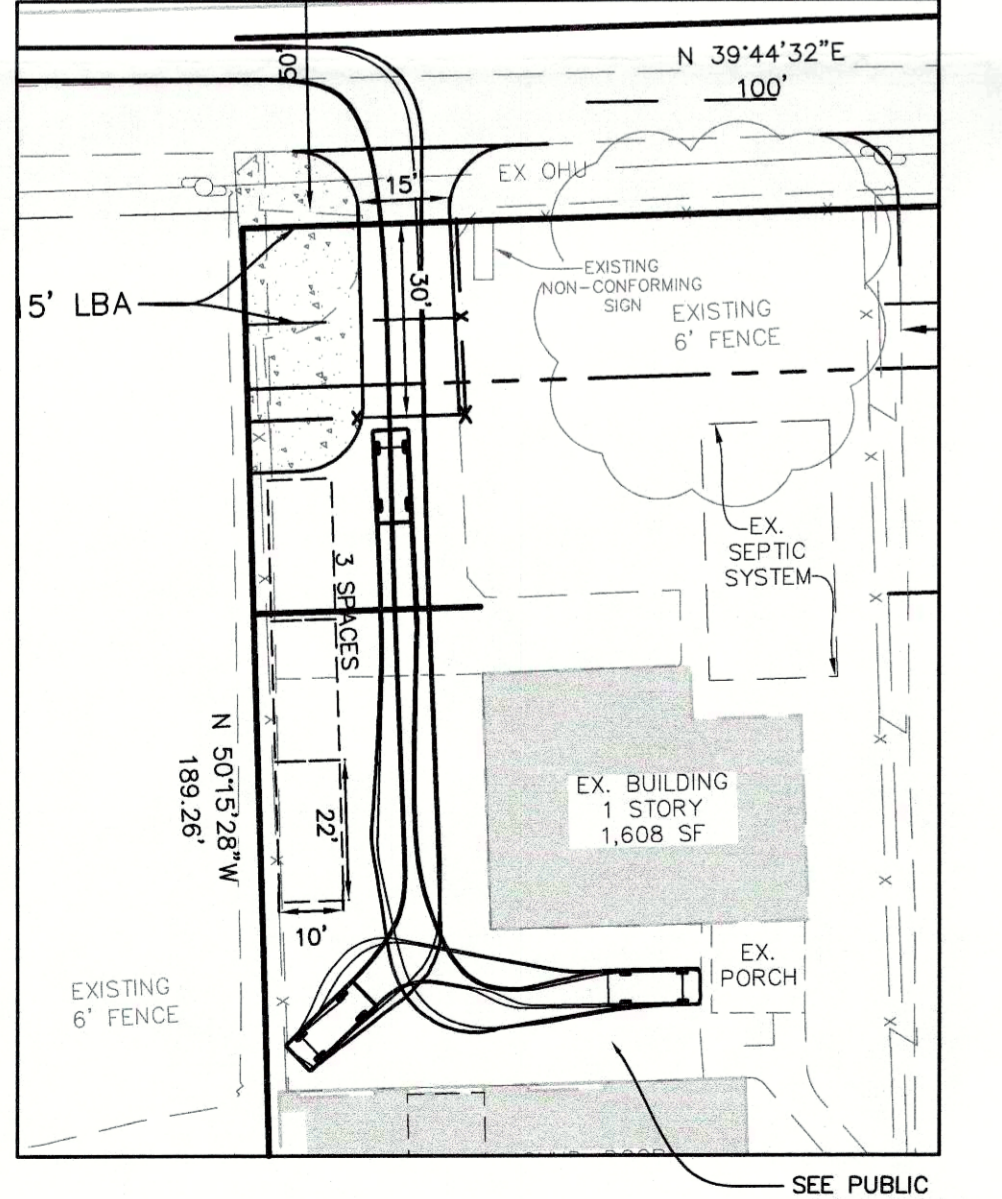 N 39°44'32"E
100'
50'
EX OHU
15'
EXISTING
NON-CONFORMING
SIGN
EXISTING
6' FENCE
5' LBA
30'
EX.
SEPTIC
SYSTEM
3 SPACES
N 50°15'28"W
189.26'
EX. BUILDING
1 STORY
1,608 SF
22'
10'
EX.
PORCH
EXISTING
6' FENCE
SEE PUBLIC